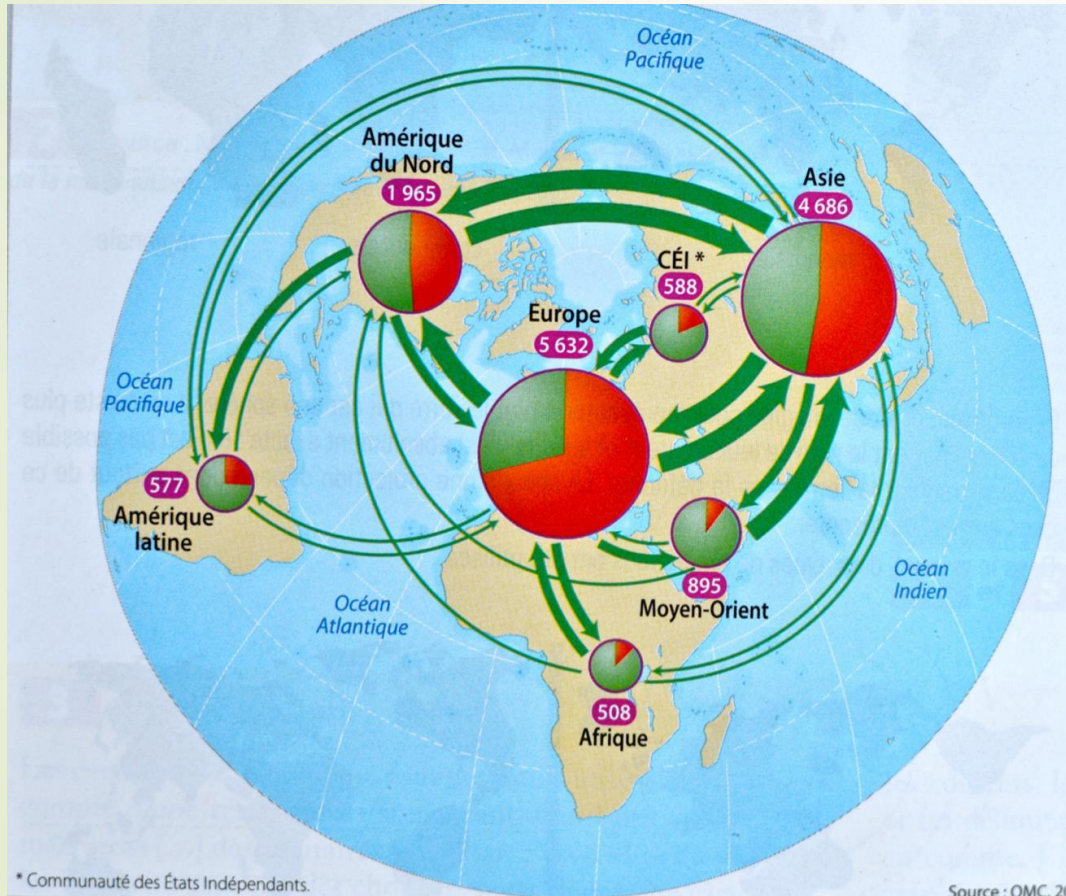 Océan
Pacifique
Amérique
du Nord
1 965
Asie
4 686
CÉI *
588
Europe
5 632
Océan
Pacifique
577
Amérique
latine
Océan
Indien
895
Moyen-Orient
Océan
Atlantique
508
Afrique
* Communauté des États Indépendants.
Source : OMC, 20